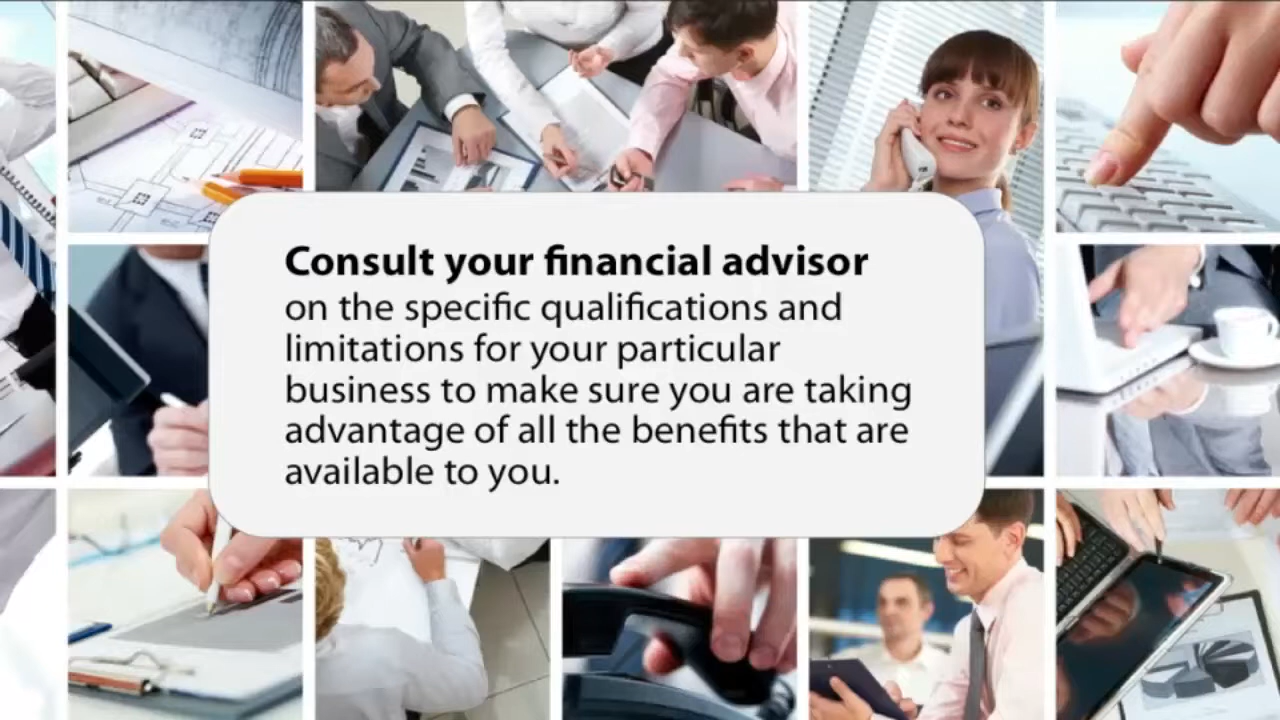 Consult your financial advisor
on the specific qualifications and
limitations for your particular
business to make sure you are taking
advantage of all the benefits that are
available to you.